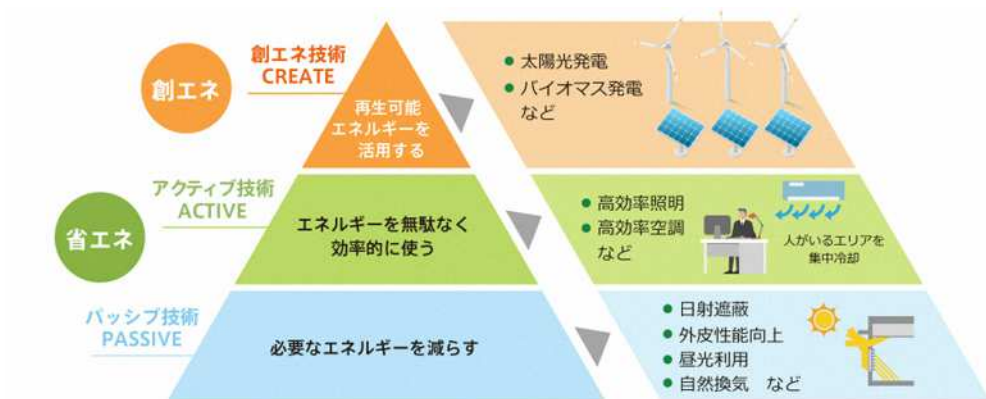 創エネ
創エネ技術
CREATE
再生可能
エネルギーを
活用する
● 太陽光発電
● バイオマス発電
など
省エネ
アクティブ技術
ACTIVE
エネルギーを無駄なく
効率的に使う
● 高効率照明
● 高効率空調
など
人がいるエリアを
集中冷却
パッシブ技術
PASSIVE
必要なエネルギーを減らす
● 日射遮蔽
● 外皮性能向上
● 昼光利用
● 自然換気 など